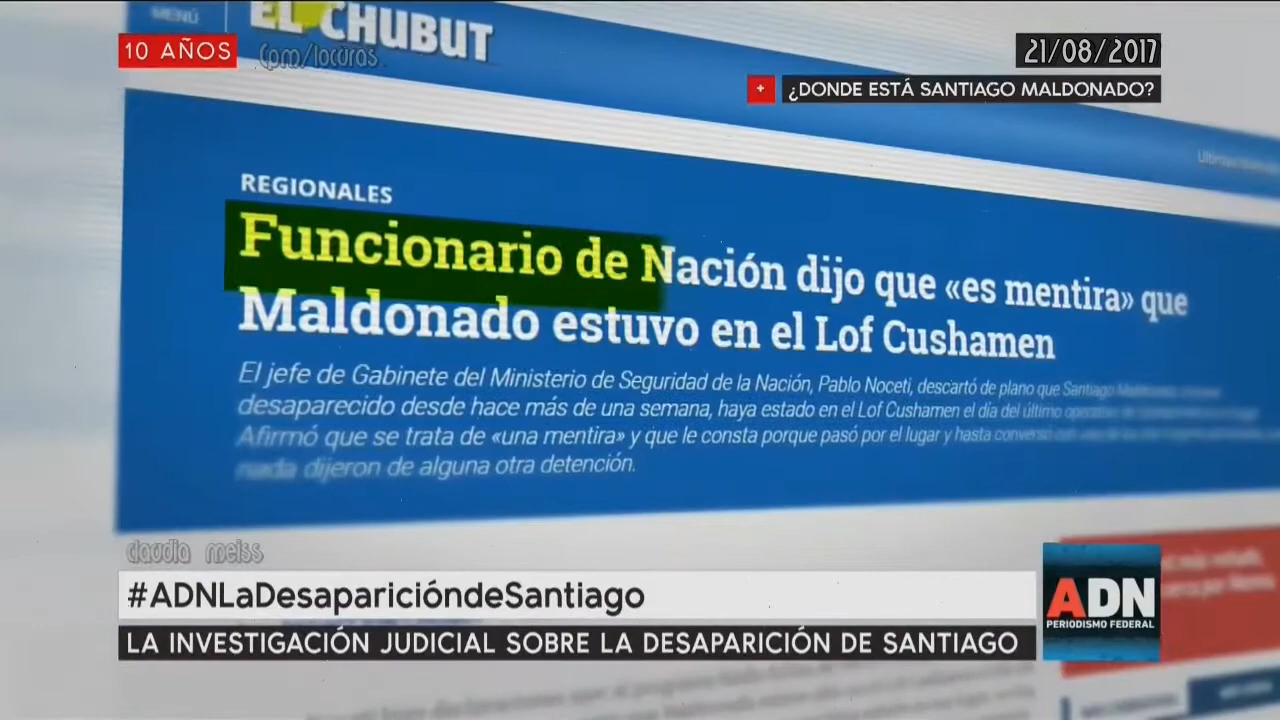 MENÚ
EL CHUBUT
10 AÑOS
Cpm/locuras
21/08/2017
+ ¿DONDE ESTÁ SANTIAGO MALDONADO?
REGIONALES
Funcionario de Nación dijo que «es mentira» que
Maldonado estuvo en el Lof Cushamen
El jefe de Gabinete del Ministerio de Seguridad de la Nación, Pablo Noceti, descartó de plano que Santiago
desaparecido desde hace más de una semana, haya estado en el Lof Cushamen el día del último
Afirmó que se trata de «una mentira» y que le consta porque pasó por el lugar y hasta
nada dijeron de alguna otra detención.
claudia meiss
#ADNLaDesaparicióndeSantiago
ADN
PERIODISMO FEDERAL
LA INVESTIGACIÓN JUDICIAL SOBRE LA DESAPARICIÓN DE SANTIAGO